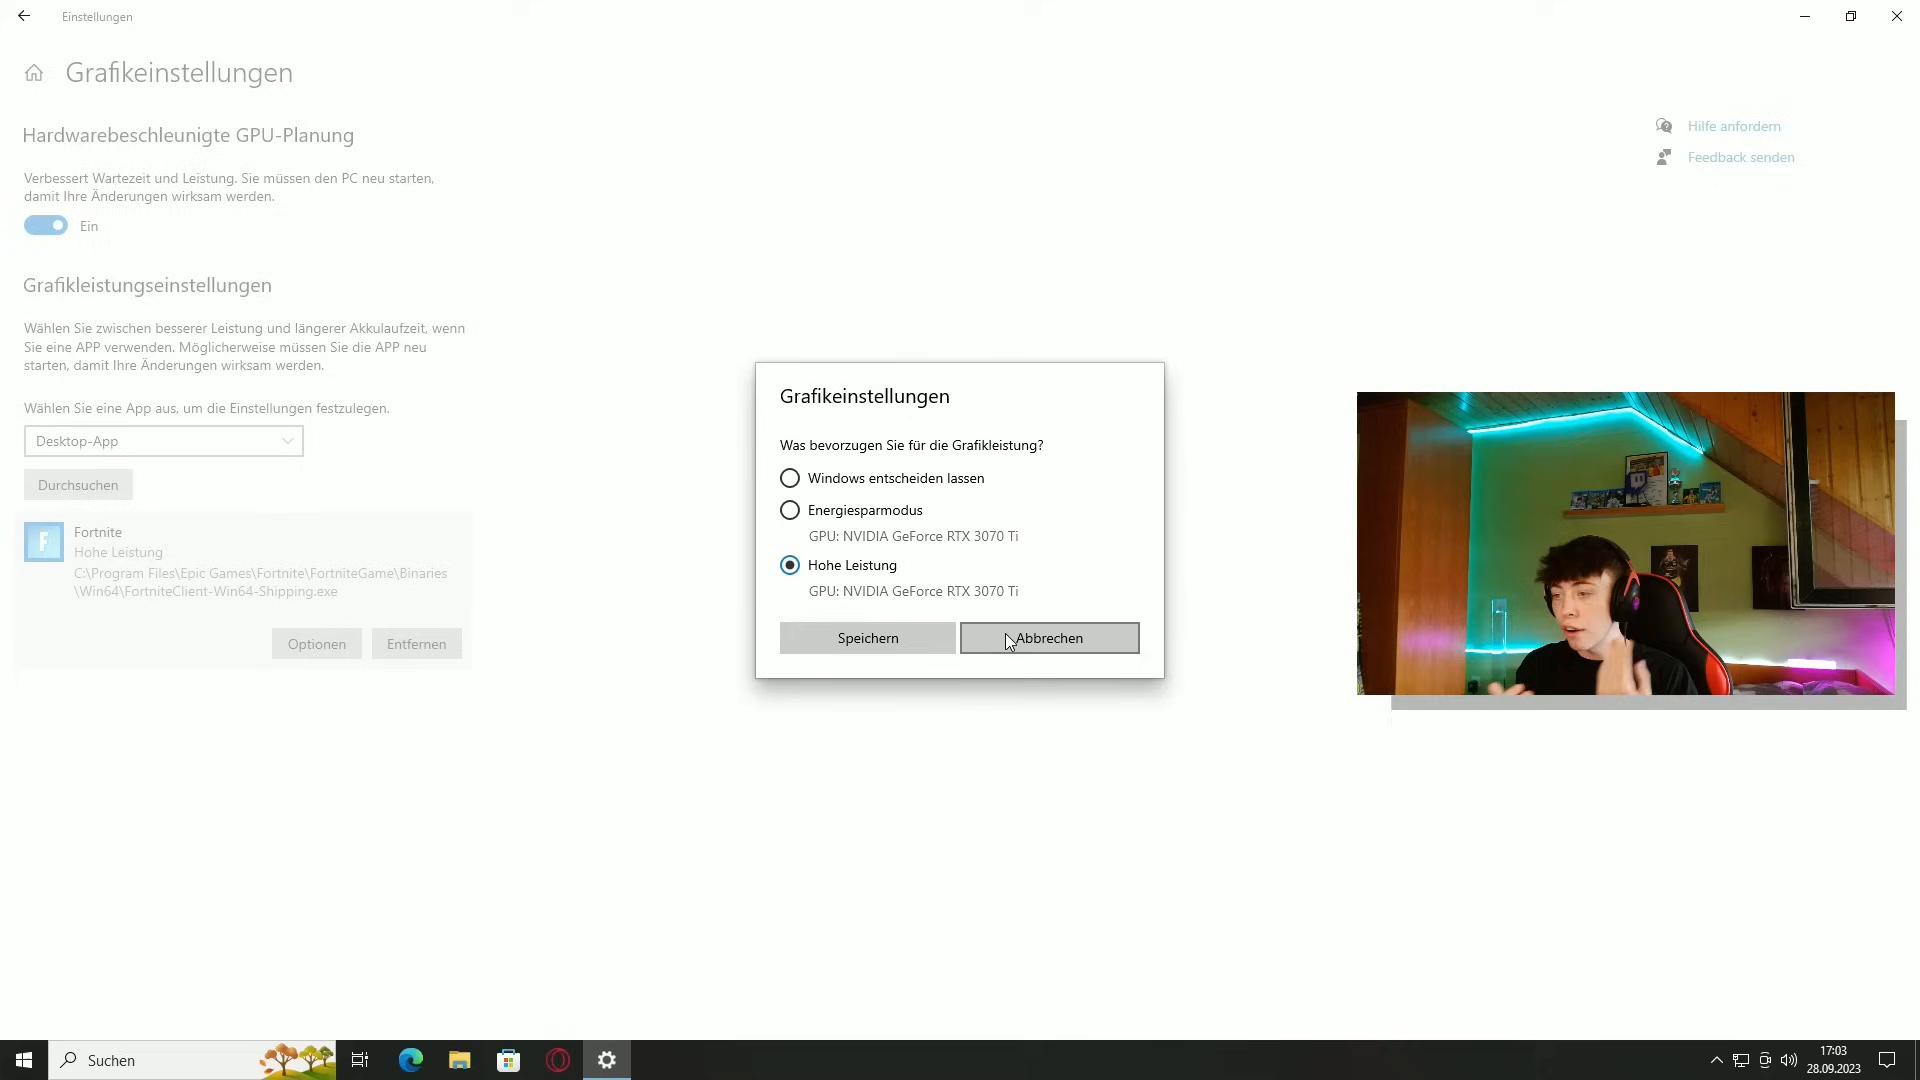 Einstellungen
Grafikeinstellungen
Hardwarebeschleunigte GPU-Planung
Verbessert Wartezeit und Leistung. Sie müssen den PC neu starten,
damit Ihre Änderungen wirksam werden.
Ein
Grafikleistungseinstellungen
Wählen Sie zwischen besserer Leistung und längerer Akkulaufzeit, wenn
Sie eine APP verwenden. Möglicherweise müssen Sie die APP neu
starten, damit Ihre Änderungen wirksam werden.
Wählen Sie eine App aus, um die Einstellungen festzulegen.
Desktop-App
Durchsuchen
F
Fortnite
Hohe Leistung
C:\Program Files\Epic Games\Fortnite\FortniteGame\Binaries
\Win64\FortniteClient-Win64-Shipping.exe
Optionen
Entfernen
Hilfe anfordern
Feedback senden
Grafikeinstellungen
Was bevorzugen Sie für die Grafikleistung?
Windows entscheiden lassen
Energiesparmodus
GPU: NVIDIA GeForce RTX 3070 Ti
Hohe Leistung
GPU: NVIDIA GeForce RTX 3070 Ti
Speichern
Abbrechen
Suchen
17:03
28.09.2023